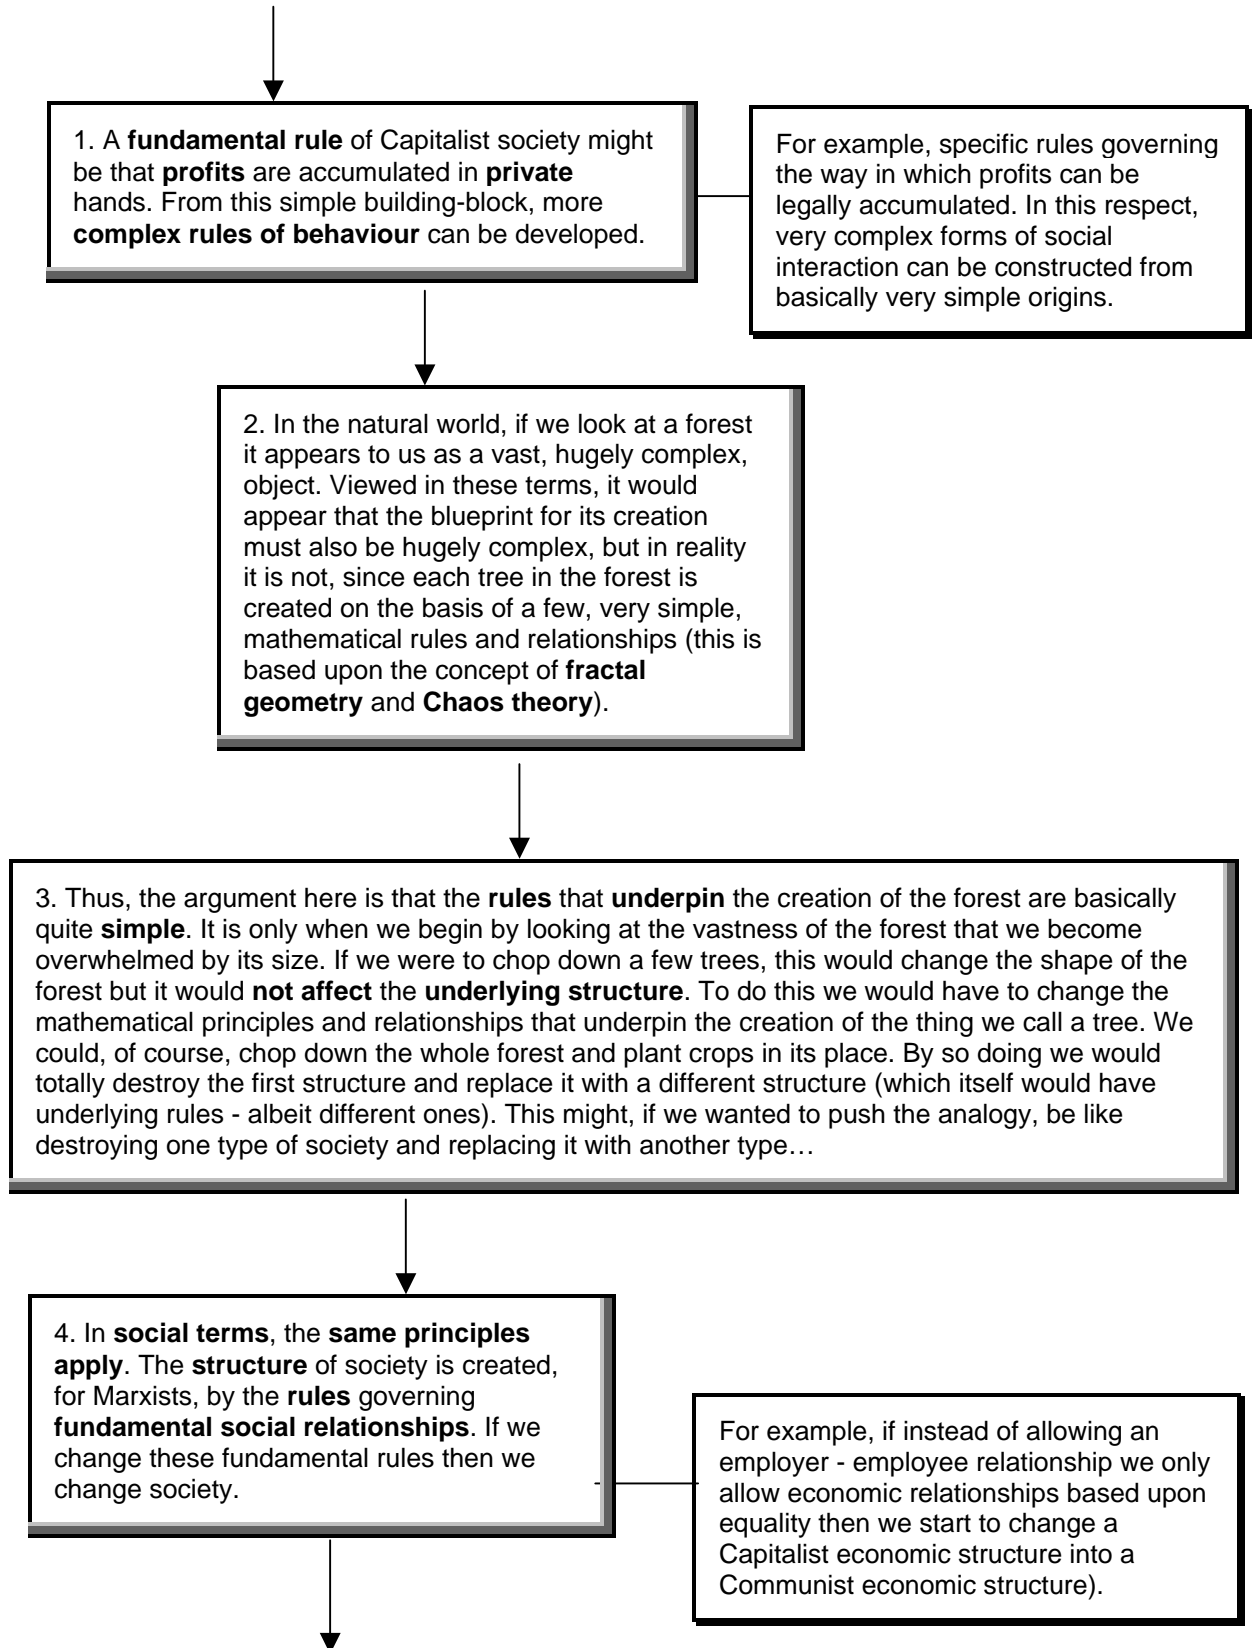 1. A fundamental rule of Capitalist society might
be that profits are accumulated in private
hands. From this simple building-block, more
complex rules of behaviour can be developed.
For example, specific rules governing
the way in which profits can be
legally accumulated. In this respect,
very complex forms of social
interaction can be constructed from
basically very simple origins.
2. In the natural world, if we look at a forest
it appears to us as a vast, hugely complex,
object. Viewed in these terms, it would
appear that the blueprint for its creation
must also be hugely complex, but in reality
it is not, since each tree in the forest is
created on the basis of a few, very simple,
mathematical rules and relationships (this is
based upon the concept of fractal
geometry and Chaos theory).
3. Thus, the argument here is that the rules that underpin the creation of the forest are basically
quite simple. It is only when we begin by looking at the vastness of the forest that we become
overwhelmed by its size. If we were to chop down a few trees, this would change the shape of the
forest but it would not affect the underlying structure. To do this we would have to change the
mathematical principles and relationships that underpin the creation of the thing we call a tree. We
could, of course, chop down the whole forest and plant crops in its place. By so doing we would
totally destroy the first structure and replace it with a different structure (which itself would have
underlying rules - albeit different ones). This might, if we wanted to push the analogy, be like
destroying one type of society and replacing it with another type…
4. In social terms, the same principles
apply. The structure of society is created,
for Marxists, by the rules governing
fundamental social relationships. If we
change these fundamental rules then we
change society.
For example, if instead of allowing an
employer - employee relationship we only
allow economic relationships based upon
equality then we start to change a
Capitalist economic structure into a
Communist economic structure).